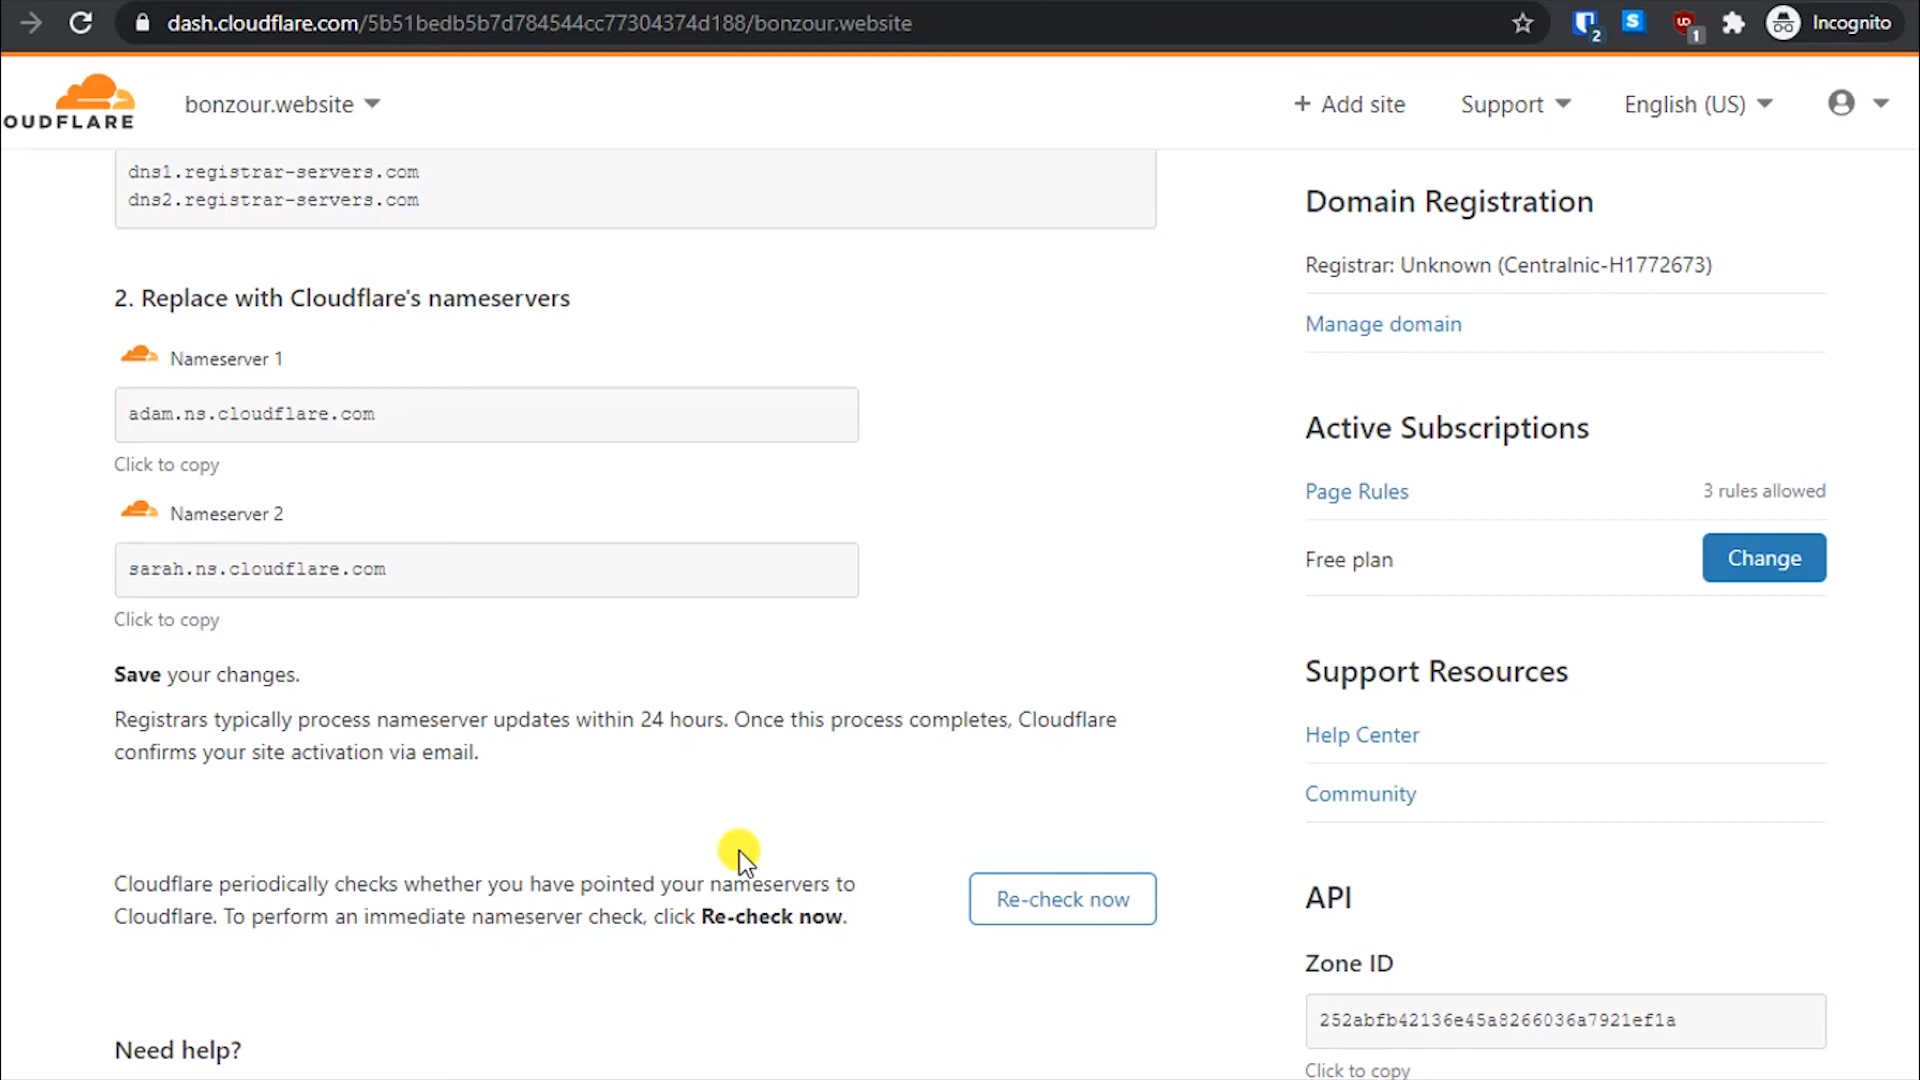 dash.cloudflare.com/5b51bedb5b7d784544cc77304374d188/bonzour.website
2
S
UD
1
Incognito
OUDFLARE
bonzour.website
+ Add site
Support
English (US)
dns1.registrar-servers.com
dns2.registrar-servers.com
2. Replace with Cloudflare's nameservers
Nameserver 1
adam.ns.cloudflare.com
Click to copy
Nameserver 2
sarah.ns.cloudflare.com
Click to copy
Save your changes.
Registrars typically process nameserver updates within 24 hours. Once this process completes, Cloudflare
confirms your site activation via email.
Cloudflare periodically checks whether you have pointed your nameservers to
Cloudflare. To perform an immediate nameserver check, click Re-check now.
Re-check now
Need help?
Domain Registration
Registrar: Unknown (Centralnic-H1772673)
Manage domain
Active Subscriptions
Page Rules
3 rules allowed
Free plan
Change
Support Resources
Help Center
Community
API
Zone ID
252abfb42136e45a8266036a7921ef1a
Click to copy